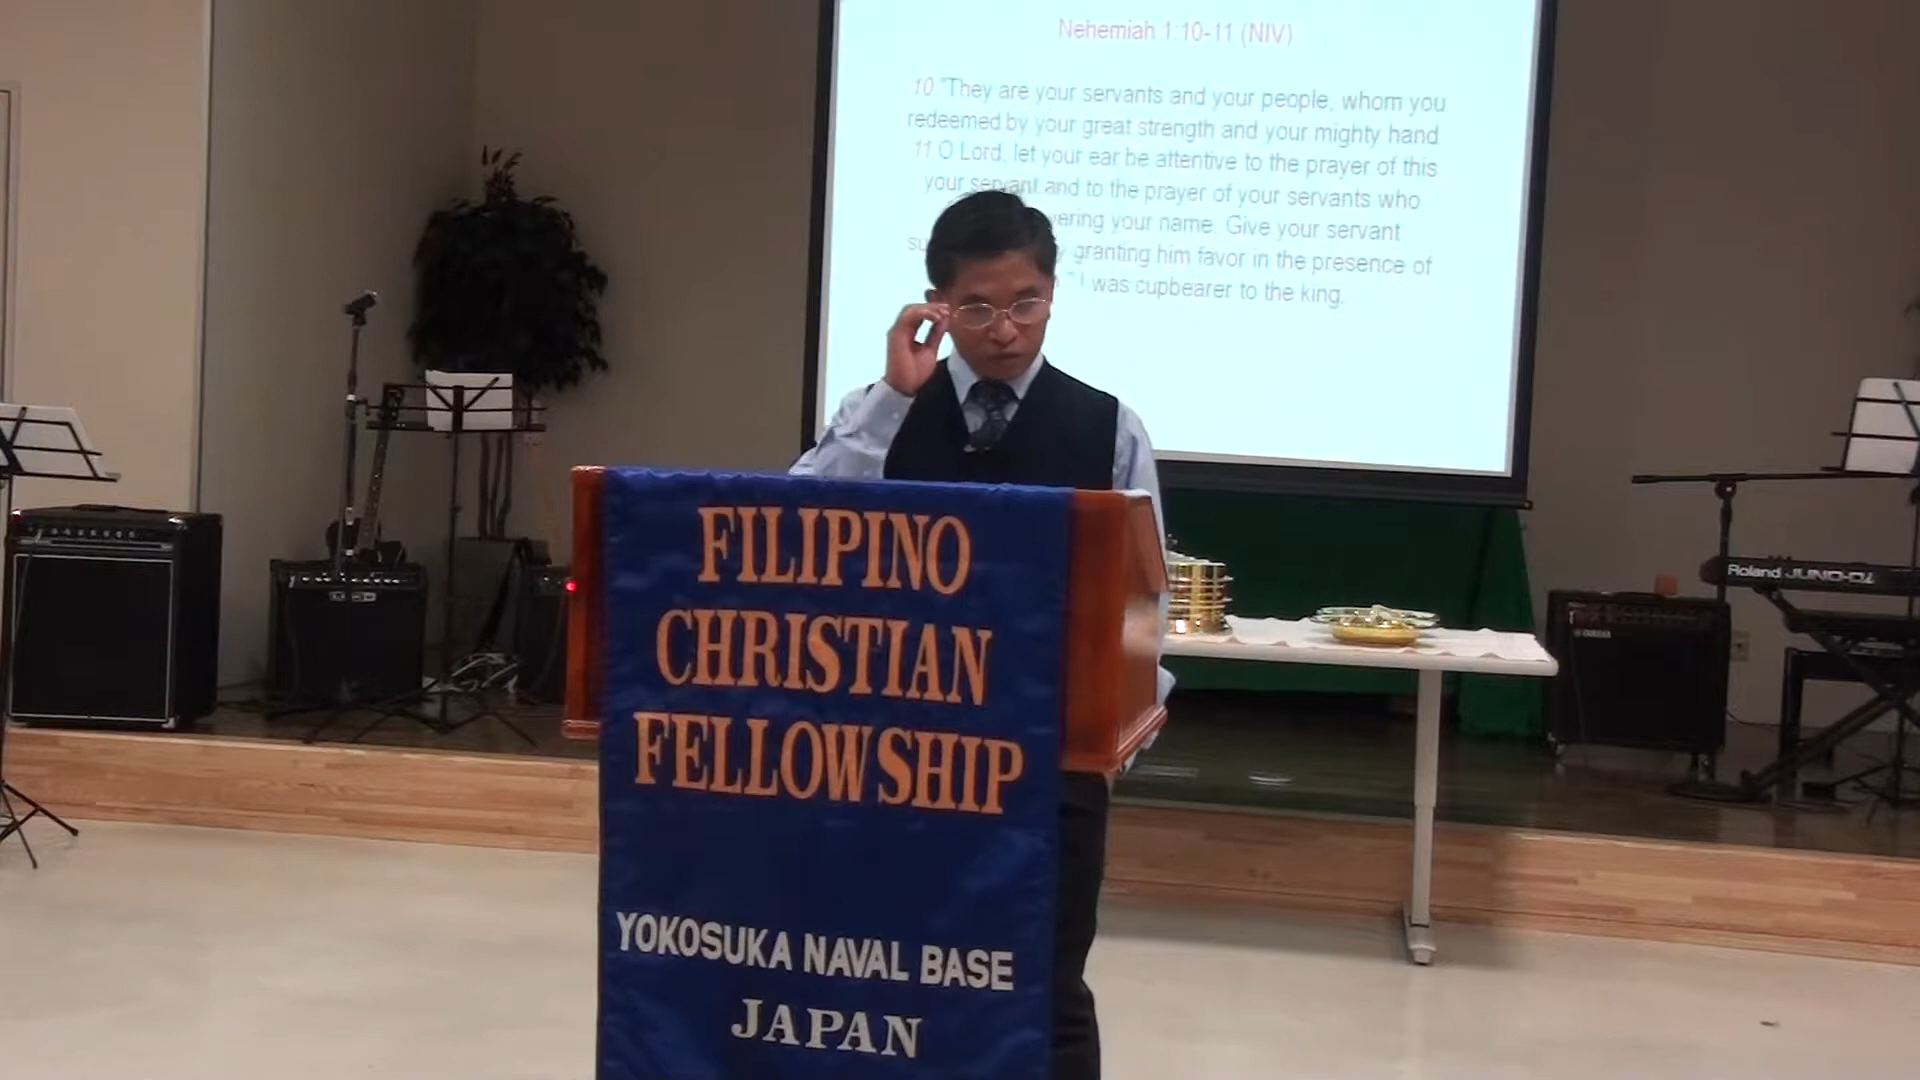 Nehemiah 1:10-11 (NIV)
10 "They are your servants and your people, whom you
redeemed by your great strength and your mighty hand
11 O Lord, let your ear be attentive to the prayer of this
your servant and to the prayer of your servants who
your name. Give your servant
granting him favor in the presence of
" I was cupbearer to the king.
FILIPINO
CHRISTIAN
FELLOWSHIP
YOKOSUKA NAVAL BASE
JAPAN
Roland JUNO-Di
YAMAHA